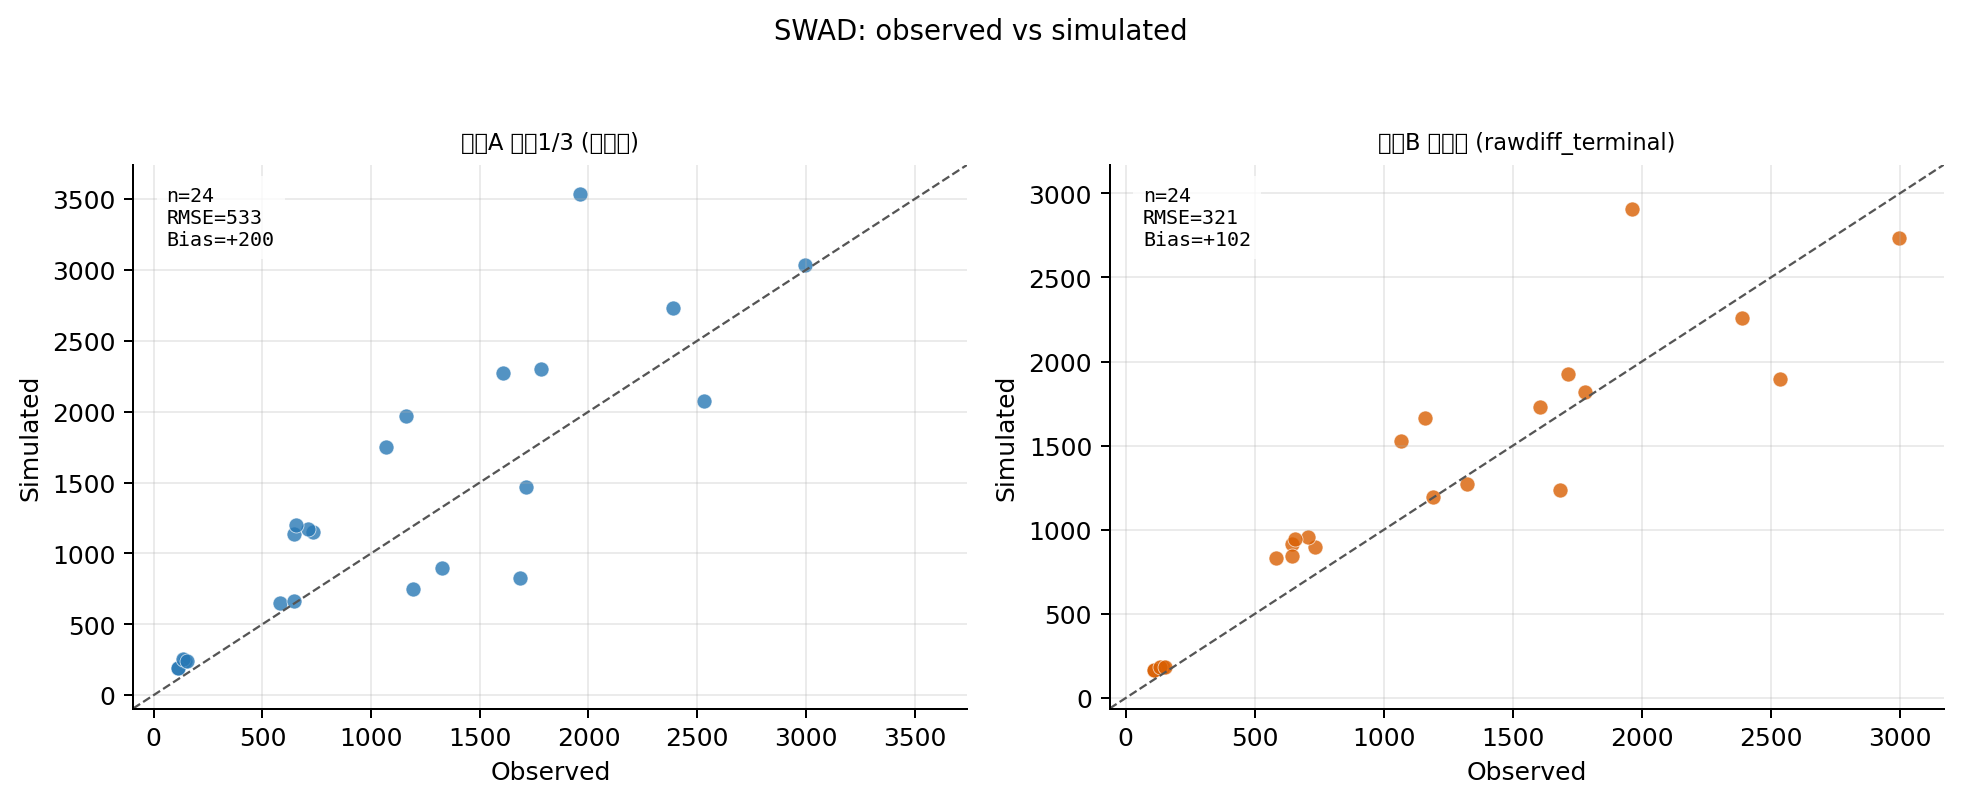 SWAD: observed vs simulated
A 1/3 ( )
n=24
RMSE=533
Bias=+200
3500
3000
2500
2000
1500
1000
500
0
Simulated
0 500 1000 1500 2000 2500 3000 3500
Observed
B (rawdiff_terminal)
n=24
RMSE=321
Bias=+102
3000
2500
2000
1500
1000
500
0
Simulated
0 500 1000 1500 2000 2500 3000
Observed